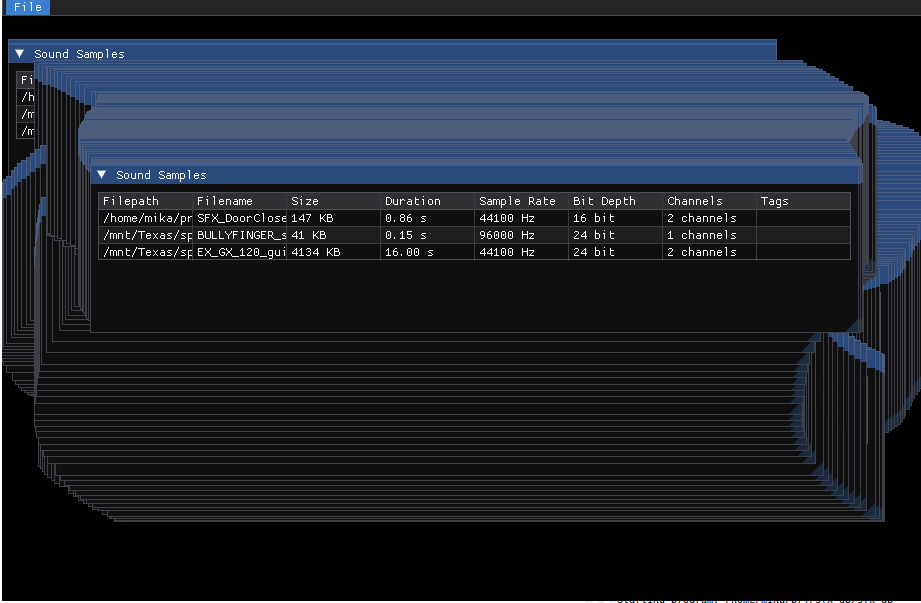 File
Sound Samples
Fi
/h
/m
/m
Sound Samples
Filepath Filename Size Duration Sample Rate Bit Depth Channels Tags
/home/mika/pr SFX_DoorClose 147 KB 0.86 s 44100 Hz 16 bit 2 channels
/mnt/Texas/sp BULLYFINGER_s 41 KB 0.15 s 96000 Hz 24 bit 1 channels
/mnt/Texas/sp EX_GX_120_gui 4134 KB 16.00 s 44100 Hz 24 bit 2 channels